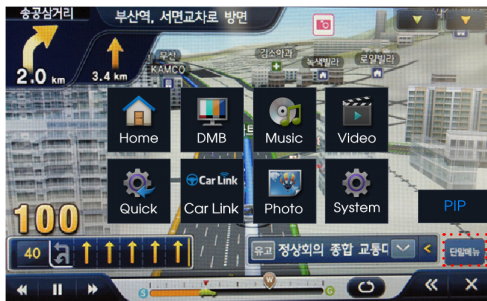 송공삼거리
부산역, 서면교차로 방면
2.0 km
3.4 km
KAMCO
김소아과
녹색빌라
로얄빌라
Home
DMB
Music
Video
Quick
Car Link
Car Link
Photo
System
PIP
100
40
유고 정상회의 종합 교통
단말메뉴
S
W
G